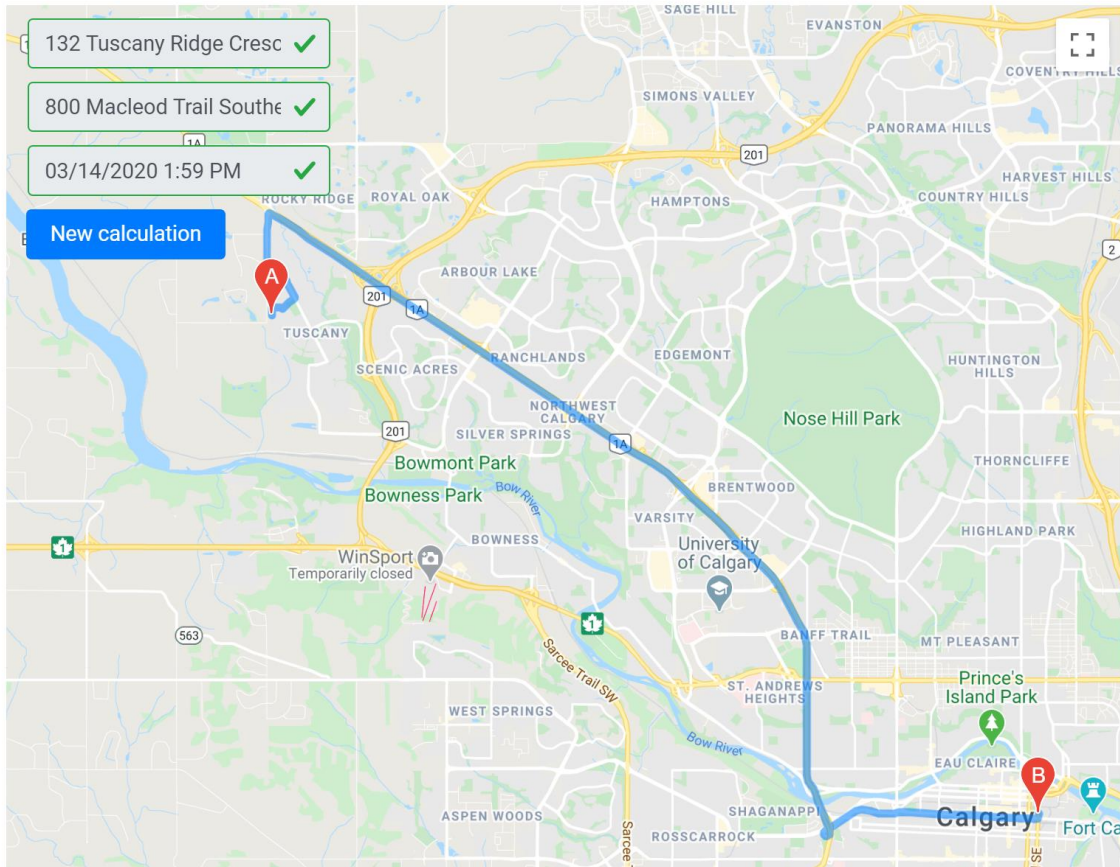 132 Tuscany Ridge Cresc
800 Macleod Trail Southe
03/14/2020 1:59 PM
New calculation
SAGE HILL
EVANSTON
COVENTRY HILLS
SIMONS VALLEY
PANORAMA HILLS
1A
201
HARVEST HILLS
ROCKY RIDGE
ROYAL OAK
HAMPTONS
COUNTRY HILLS
2
A
ARBOUR LAKE
201
1A
TUSCANY
RANCHLANDS
EDGEMONT
HUNTINGTON
HILLS
SCENIC ACRES
NORTHWEST
CALGARY
Nose Hill Park
201
SILVER SPRINGS
1A
Bowmont Park
THORNCLIFFE
Bowness Park
Bow River
BRENTWOOD
VARSITY
HIGHLAND PARK
1
BOWNESS
University
of Calgary
WinSport
Temporarily closed
1
563
BANFF TRAIL
MT PLEASANT
Sarcee Trail SW
ST. ANDREWS
HEIGHTS
Prince's
Island Park
WEST SPRINGS
Bow River
EAU CLAIRE
B
SHAGANAPPI
ASPEN WOODS
ROSSCARROCK
Calgary
Fort Ca
Sarcee
SE